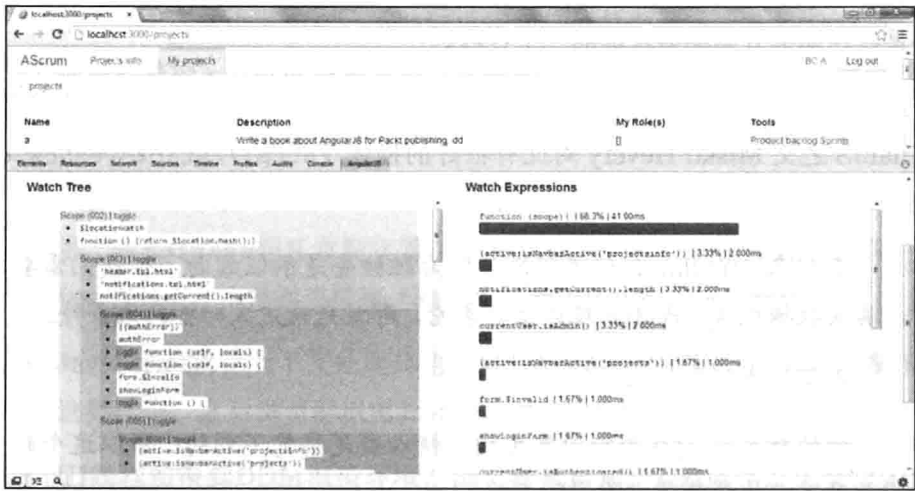 localhost:3000/projects
localhost:3000/projects
AScrum Projects info My projects BC A Log out
projects
Name Description My Role(s) Tools
a Write a book about AngularJS for Packt publishing. dd [] Product backlog Sprints
Elements Resources Network Sources Timeline Profiles Audits Console AngularJS
Watch Tree
Scope (002) | toggle
$locationWatch
function () {return $location.hash();}
Scope (003) | toggle
'header.tpl.html'
'notifications.tpl.html'
notifications.getCurrent().length
Scope (004) | toggle
{{authError}}
authError
toggle function (self, locals) {
toggle function (self, locals) {
form.$invalid
showLoginForm
toggle function () {
Scope (005) | toggle
toggle
{active:isNavbarActive('projectsinfo')}
{active:isNavbarActive('projects')}
Watch Expressions
function (scope) { | 68.3% | 41.00ms
{active:isNavbarActive('projectsinfo')} | 3.33% | 2.000ms
notifications.getCurrent().length | 3.33% | 2.000ms
currentUser.isAdmin() | 3.33% | 2.000ms
{active:isNavbarActive('projects')} | 1.67% | 1.000ms
form.$invalid | 1.67% | 1.000ms
showLoginForm | 1.67% | 1.000ms
currentUser.isAuthenticated() | 1.67% | 1.000ms